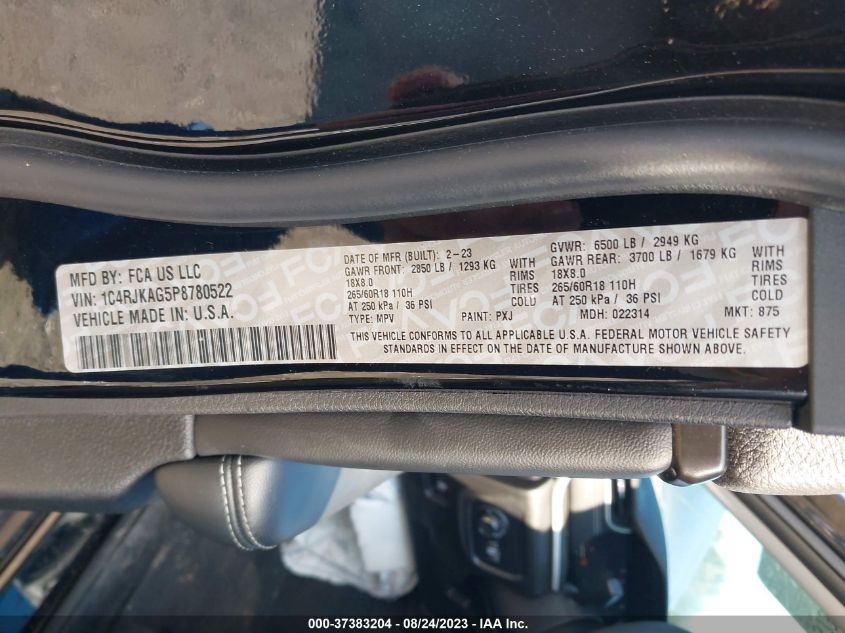 MFD BY: FCA US LLC
VIN: 1C4RJKAG5P8780522
VEHICLE MADE IN: U.S.A.
DATE OF MFR (BUILT): 2-23
GAWR FRONT: 2850 LB / 1293 KG WITH
18X8.0 RIMS
265/60R18 110H TIRES
AT 250 kPa / 36 PSI COLD
TYPE: MPV PAINT: PXJ
GVWR: 6500 LB / 2949 KG
GAWR REAR: 3700 LB / 1679 KG WITH
18X8.0 RIMS
265/60R18 110H TIRES
AT 250 kPa / 36 PSI COLD
MDH: 022314 MKT: 875
THIS VEHICLE CONFORMS TO ALL APPLICABLE U.S.A. FEDERAL MOTOR VEHICLE SAFETY
STANDARDS IN EFFECT ON THE DATE OF MANUFACTURE SHOWN ABOVE.
000-37383204 - 08/24/2023 - IAA Inc.